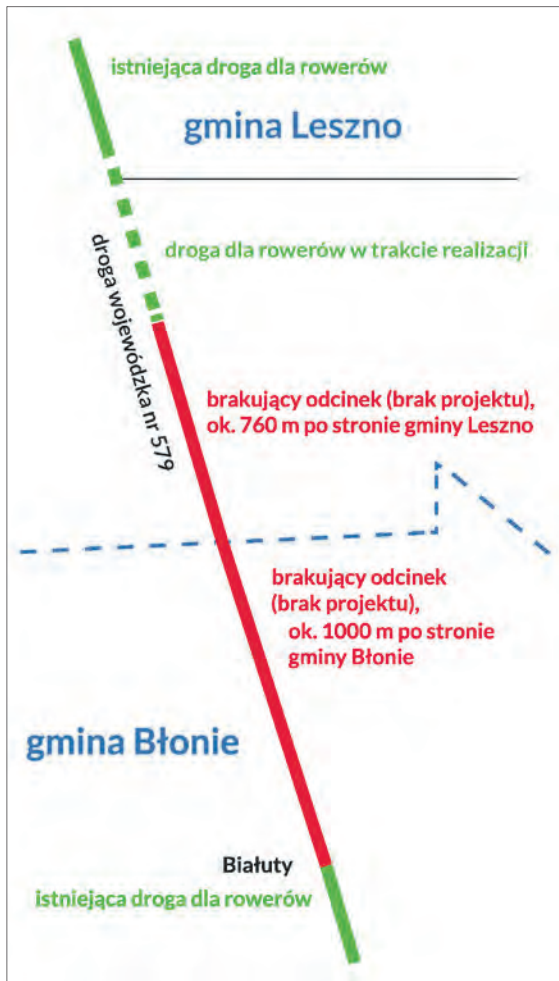 istniejąca droga dla rowerów
gmina Leszno
droga dla rowerów w trakcie realizacji
droga wojewódzka nr 579
brakujący odcinek (brak projektu),
ok. 760 m po stronie gminy Leszno
brakujący odcinek
(brak projektu),
ok. 1000 m po stronie
gminy Błonie
gmina Błonie
Białuty
istniejąca droga dla rowerów